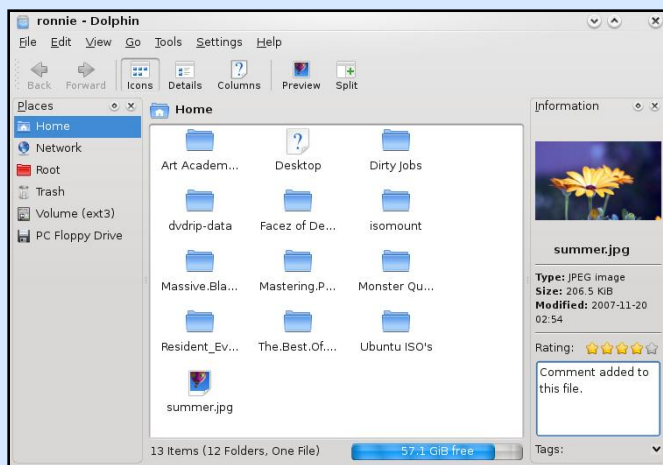 ronnie - Dolphin
File Edit View Go Tools Settings Help
Back Forward Icons Details Columns Preview Split
Places
Home
Network
Root
Trash
Volume (ext3)
PC Floppy Drive
Home
Art Academ... Desktop Dirty Jobs
dvdrip-data Facez of De... isomount
Massive.Bla... Mastering.P... Monster Qu...
Resident_Ev... The.Best.Of.... Ubuntu ISO's
summer.jpg
13 Items (12 Folders, One File) 57.1 GiB free
Information
summer.jpg
Type: JPEG image
Size: 206.5 KiB
Modified: 2007-11-20
02:54
Rating:
Comment added to
this file.
Tags: